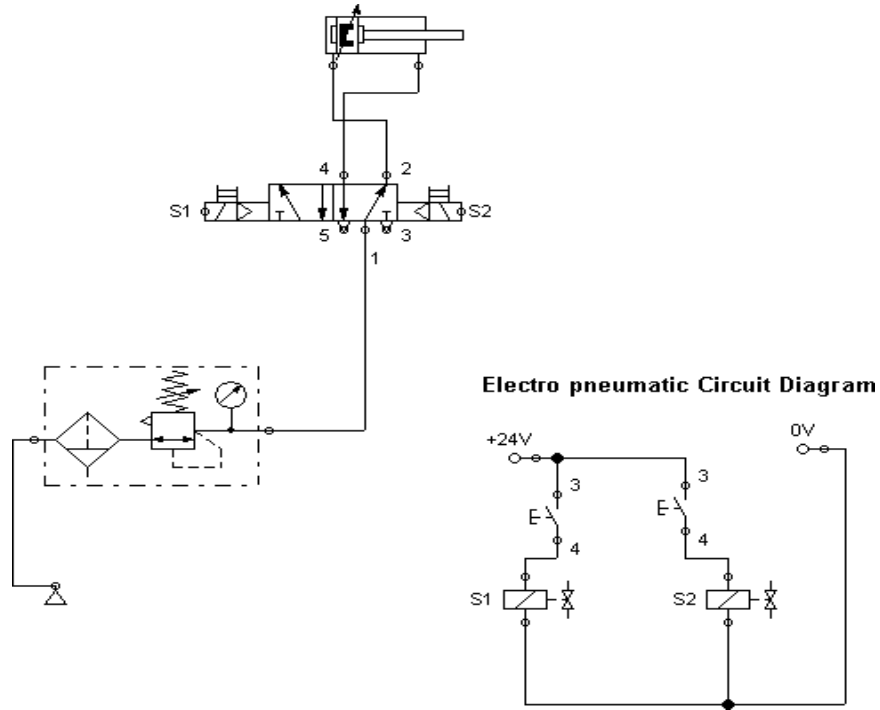 4 2
S1 S2
5 3
1
Electro pneumatic Circuit Diagram
+24V 0V
3 3
4 4
S1 S2